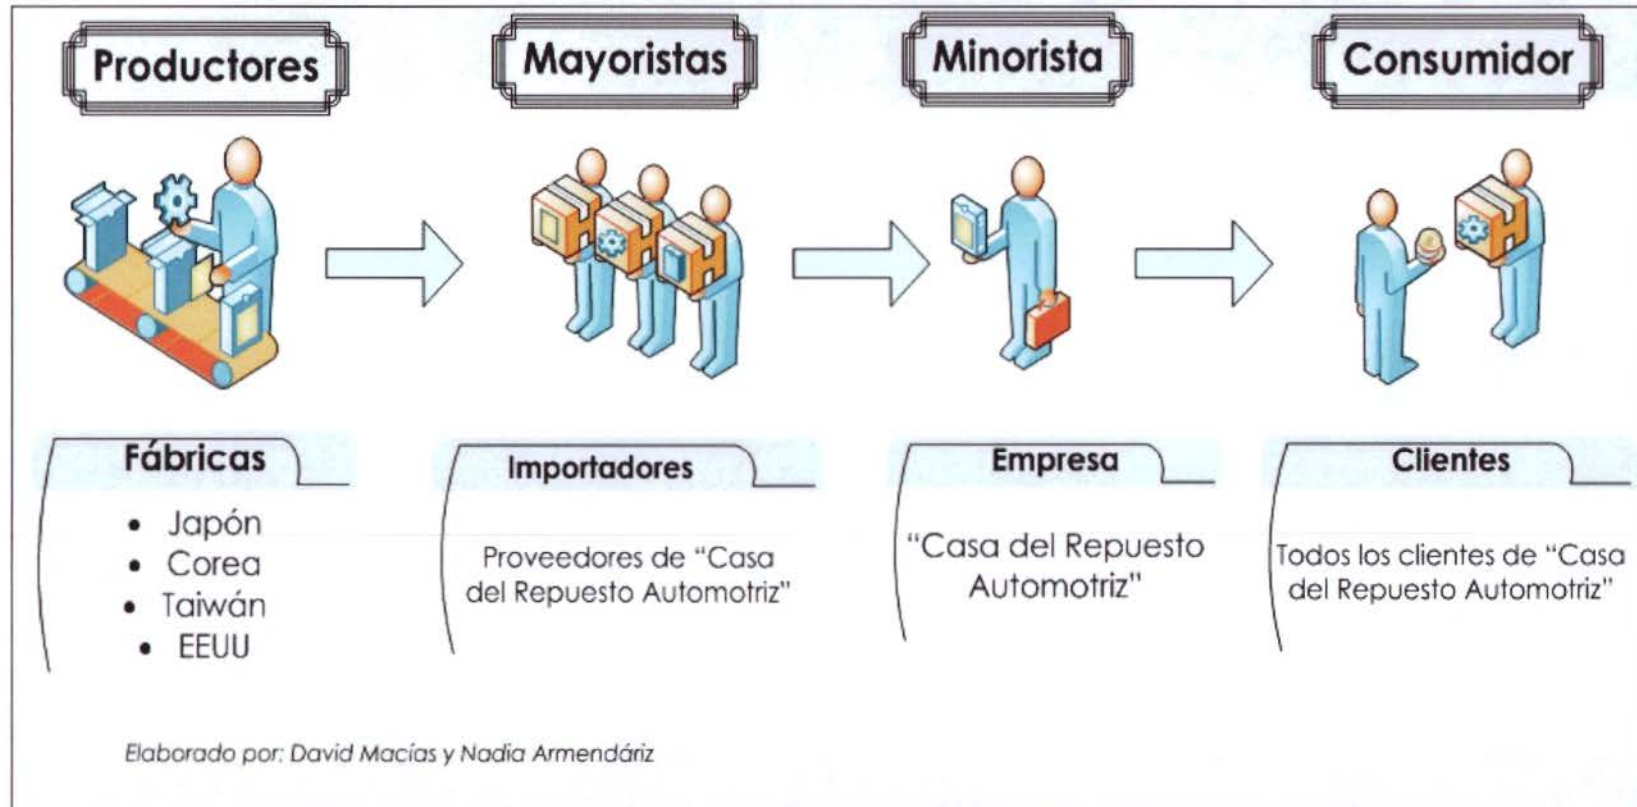 Productores
Mayoristas
Minorista
Consumidor
Fábricas
• Japón
• Corea
• Taiwán
• EEUU
Importadores
Proveedores de “Casa
del Repuesto Automotriz”
Empresa
“Casa del Repuesto
Automotriz”
Clientes
Todos los clientes de “Casa
del Repuesto Automotriz”
Elaborado por: David Macías y Nadia Armendáriz